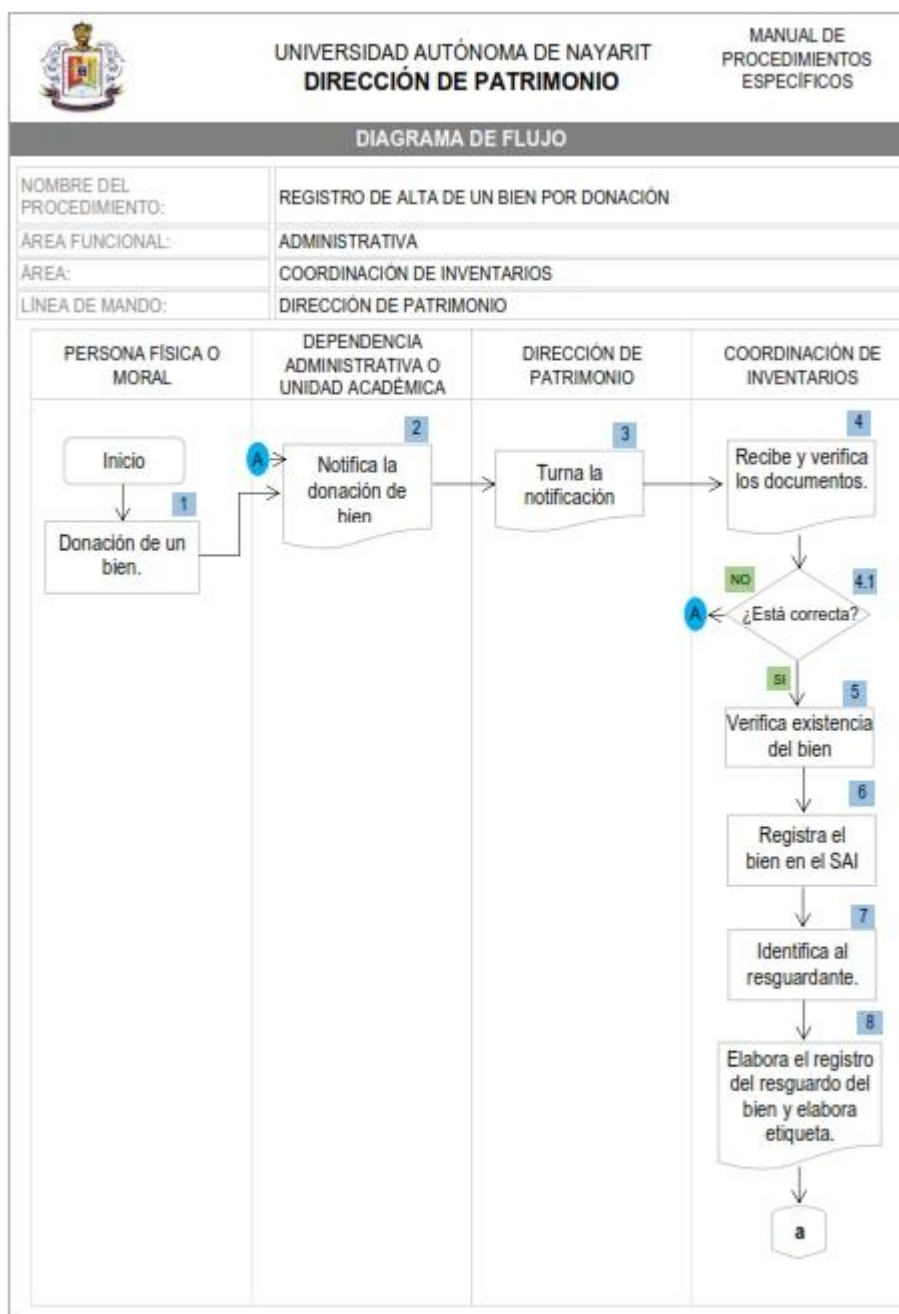 UNIVERSIDAD AUTÓNOMA DE NAYARIT
DIRECCIÓN DE PATRIMONIO
MANUAL DE
PROCEDIMIENTOS
ESPECÍFICOS
DIAGRAMA DE FLUJO
NOMBRE DEL
PROCEDIMIENTO:
REGISTRO DE ALTA DE UN BIEN POR DONACIÓN
ÁREA FUNCIONAL:
ADMINISTRATIVA
ÁREA:
COORDINACIÓN DE INVENTARIOS
LÍNEA DE MANDO:
DIRECCIÓN DE PATRIMONIO
PERSONA FÍSICA O
MORAL
DEPENDENCIA
ADMINISTRATIVA O
UNIDAD ACADÉMICA
DIRECCIÓN DE
PATRIMONIO
COORDINACIÓN DE
INVENTARIOS
Inicio
1
Donación de un
bien.
A
2
Notifica la
donación de
bien
3
Turna la
notificación
4
Recibe y verifica
los documentos.
NO
4.1
A
¿Está correcta?
SI
5
Verifica existencia
del bien
6
Registra el
bien en el SAI
7
Identifica al
resguardante.
8
Elabora el registro
del resguardo del
bien y elabora
etiqueta.
a